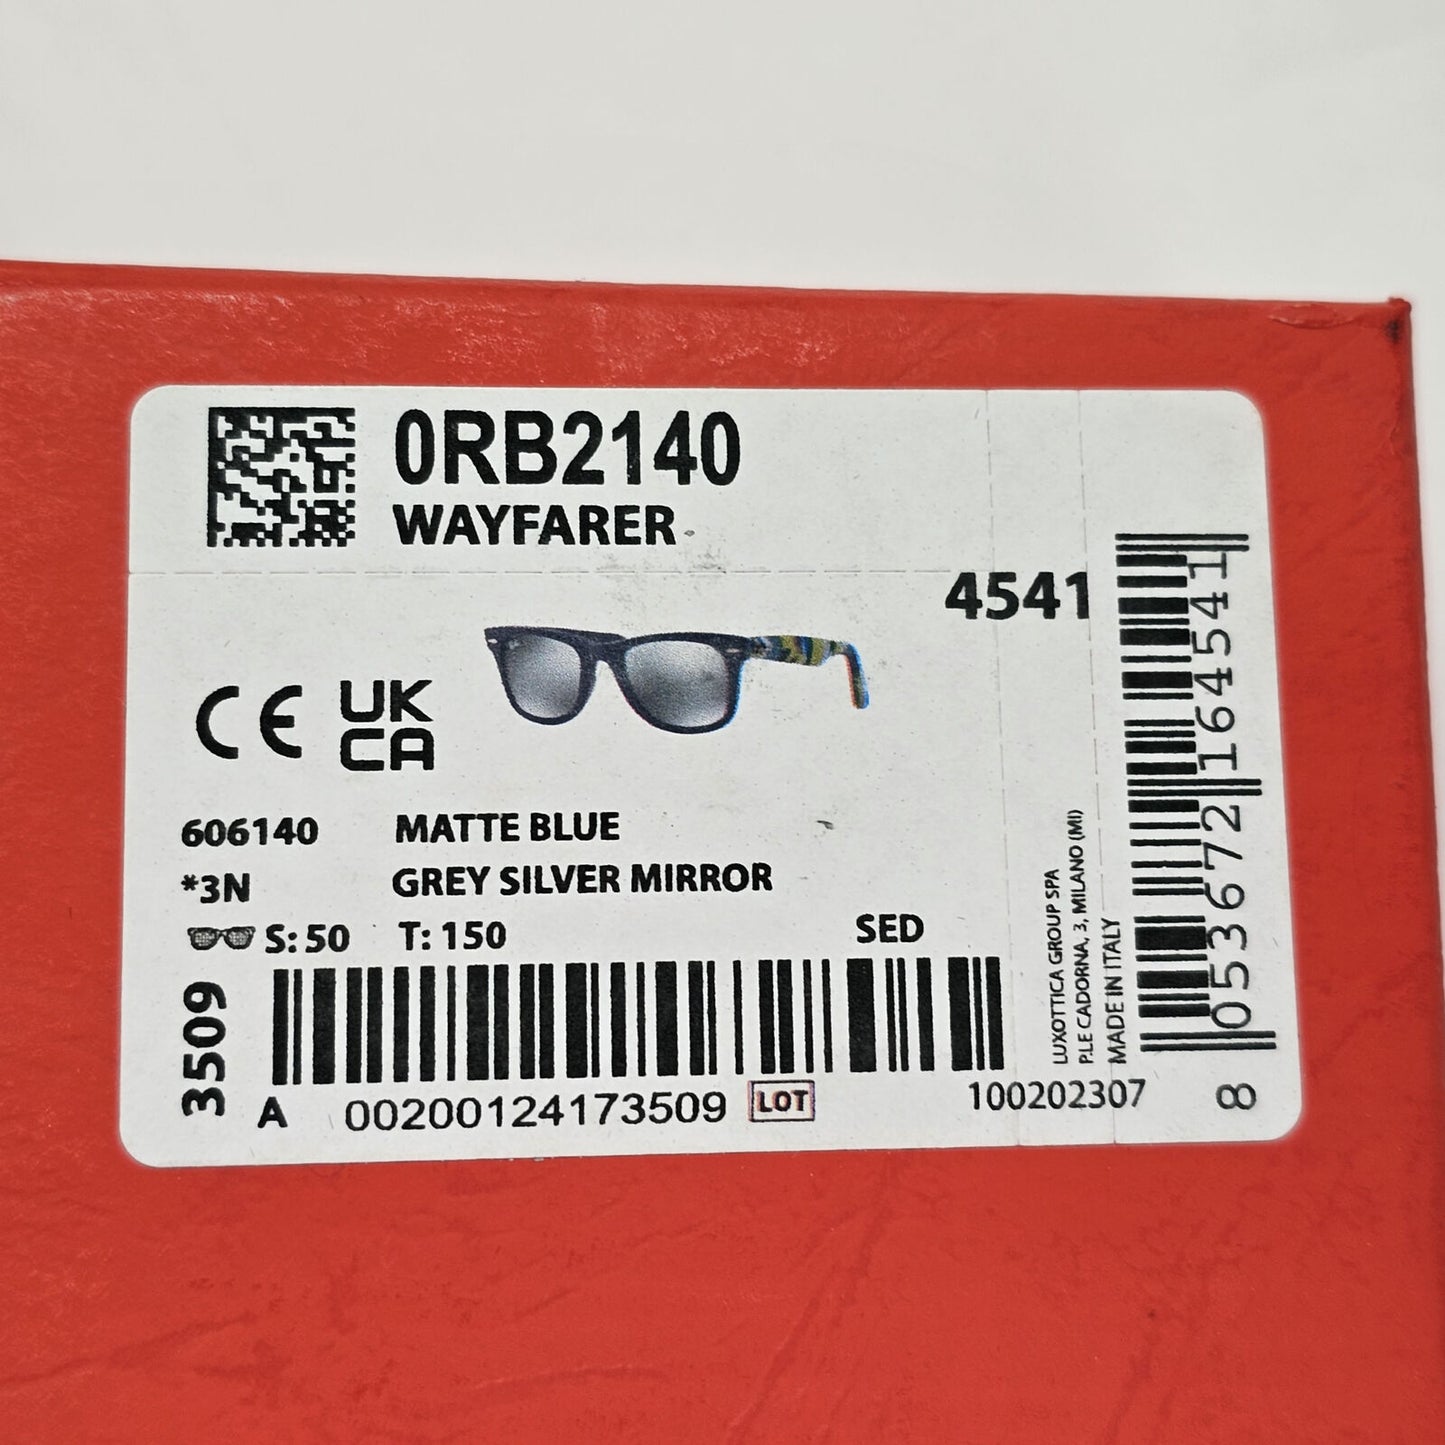 0RB2140
WAYFARER
4541
CE UK
CA
606140 MATTE BLUE
*3N GREY SILVER MIRROR
S: 50 T: 150 SED
3509
A 00200124173509 LOT 100202307
LUXOTTICA GROUP SPA
P.LE CADORNA, 3, MILANO (MI)
MADE IN ITALY
8 053672 164541